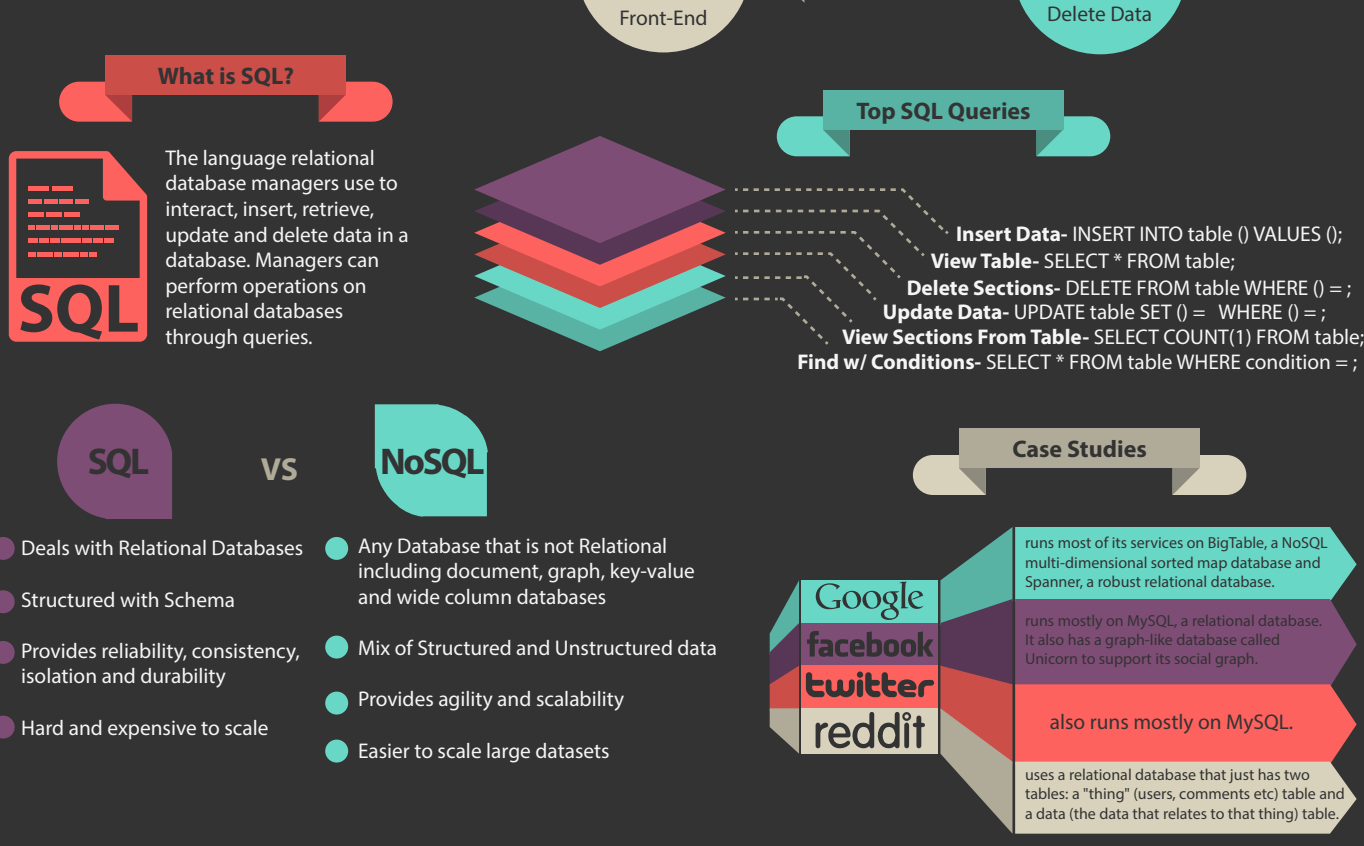 Front-End
Delete Data
What is SQL?
The language relational
database managers use to
interact, insert, retrieve,
update and delete data in a
database. Managers can
perform operations on
relational databases
through queries.
SQL
Top SQL Queries
Insert Data- INSERT INTO table () VALUES ();
View Table- SELECT * FROM table;
Delete Sections- DELETE FROM table WHERE () = ;
Update Data- UPDATE table SET () = WHERE () = ;
View Sections From Table- SELECT COUNT(1) FROM table;
Find w/ Conditions- SELECT * FROM table WHERE condition = ;
SQL
VS
NoSQL
Deals with Relational Databases
Structured with Schema
Provides reliability, consistency,
isolation and durability
Hard and expensive to scale
Any Database that is not Relational
including document, graph, key-value
and wide column databases
Mix of Structured and Unstructured data
Provides agility and scalability
Easier to scale large datasets
Case Studies
Google
runs most of its services on BigTable, a NoSQL
multi-dimensional sorted map database and
Spanner, a robust relational database.
facebook
runs mostly on MySQL, a relational database.
It also has a graph-like database called
Unicorn to support its social graph.
twitter
also runs mostly on MySQL.
reddit
uses a relational database that just has two
tables: a "thing" (users, comments etc) table and
a data (the data that relates to that thing) table.